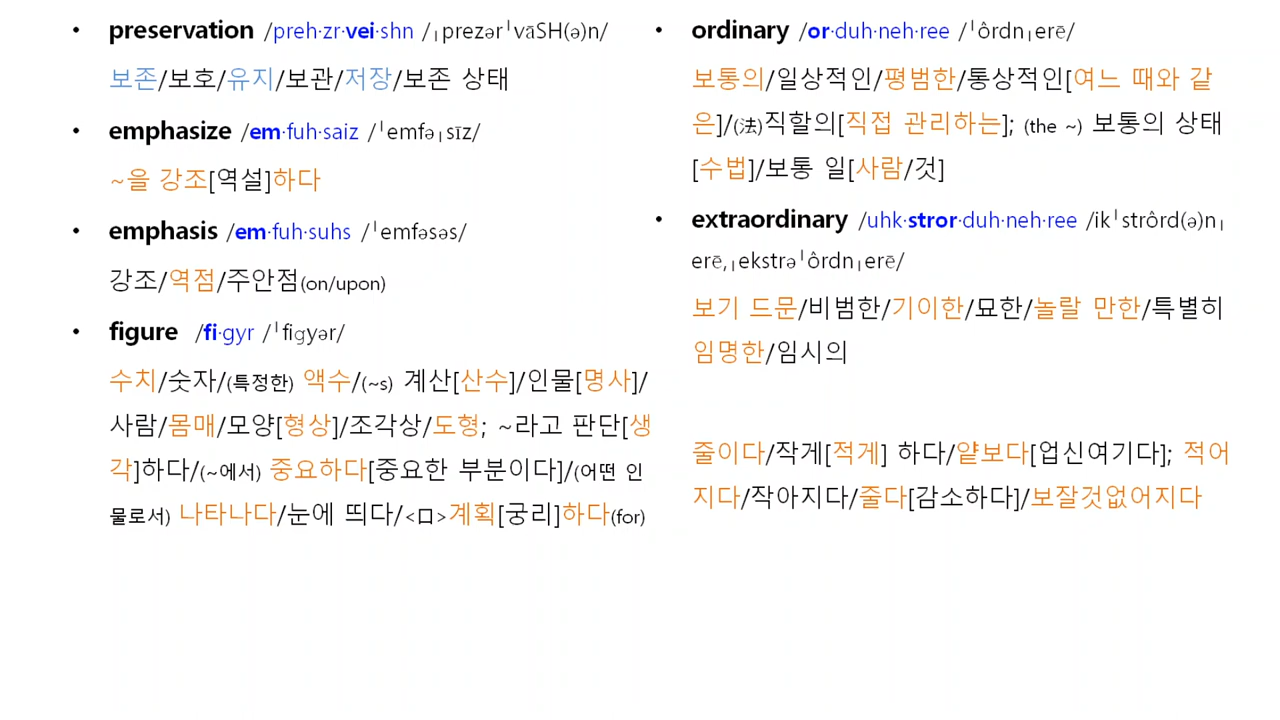 • preservation /preh·zr·vei·shn /ˌprezərˈvāSH(ə)n/
보존/보호/유지/보관/저장/보존 상태
• emphasize /em·fuh·saiz /ˈemfəˌsīz/
~을 강조[역설]하다
• emphasis /em·fuh·suhs /ˈemfəsəs/
강조/역점/주안점(on/upon)
• figure /fi·gyr /ˈfigyər/
수치/숫자/(특정한) 액수/(~s) 계산[산수]/인물[명사]/
사람/몸매/모양[형상]/조각상/도형; ~라고 판단[생
각]하다/(~에서) 중요하다[중요한 부분이다]/(어떤 인
물로서) 나타나다/눈에 띄다/<口>계획[궁리]하다(for)
• ordinary /or·duh·neh·ree /ˈôrdnˌerē/
보통의/일상적인/평범한/통상적인[여느 때와 같
은]/(法)직할의[직접 관리하는]; (the ~) 보통의 상태
[수법]/보통 일[사람/것]
• extraordinary /uhk·stror·duh·neh·ree /ikˈstrôrd(ə)nˌ
erē,ˌekstrəˈôrdnˌerē/
보기 드문/비범한/기이한/묘한/놀랄 만한/특별히
임명한/임시의
줄이다/작게[적게] 하다/얕보다[업신여기다]; 적어
지다/작아지다/줄다[감소하다]/보잘것없어지다